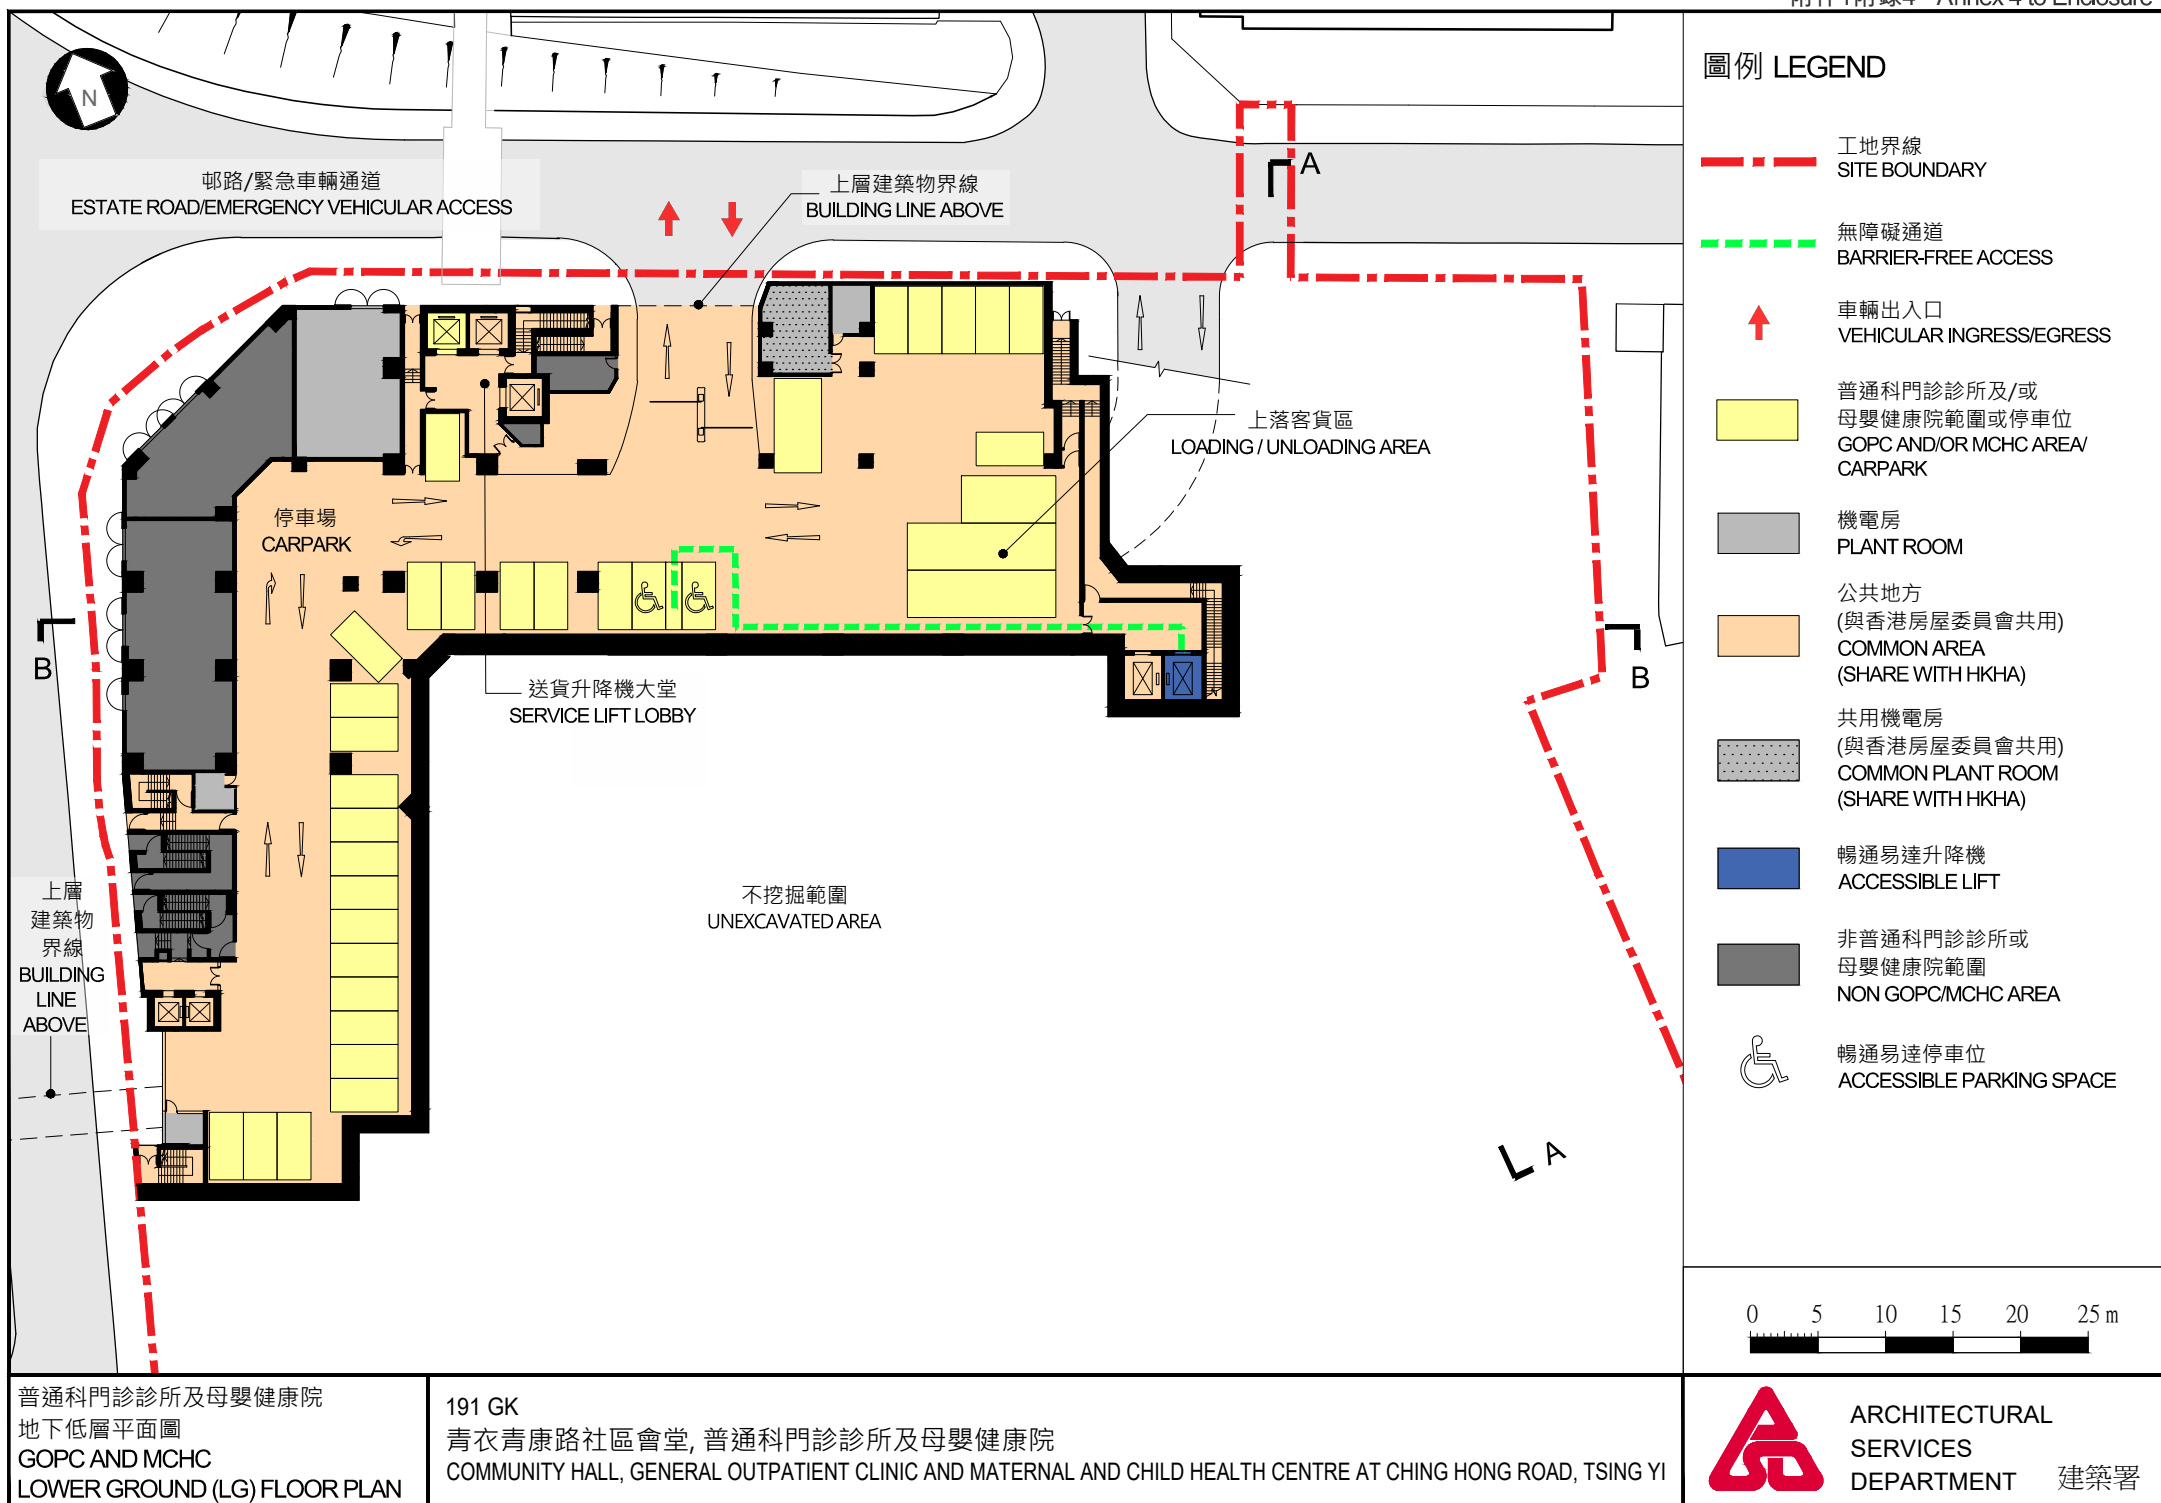 附件1附錄4 Annex 4 to Enclosure
N
邨路/緊急車輛通道
ESTATE ROAD/EMERGENCY VEHICULAR ACCESS
上層建築物界線
BUILDING LINE ABOVE
A
上落客貨區
LOADING / UNLOADING AREA
停車場
CARPARK
B
B
送貨升降機大堂
SERVICE LIFT LOBBY
上層
建築物
界線
BUILDING
LINE
ABOVE
不挖掘範圍
UNEXCAVATED AREA
A
圖例 LEGEND
工地界線
SITE BOUNDARY
無障礙通道
BARRIER-FREE ACCESS
車輛出入口
VEHICULAR INGRESS/EGRESS
普通科門診診所及/或
母嬰健康院範圍或停車位
GOPC AND/OR MCHC AREA/
CARPARK
機電房
PLANT ROOM
公共地方
(與香港房屋委員會共用)
COMMON AREA
(SHARE WITH HKHA)
共用機電房
(與香港房屋委員會共用)
COMMON PLANT ROOM
(SHARE WITH HKHA)
暢通易達升降機
ACCESSIBLE LIFT
非普通科門診診所或
母嬰健康院範圍
NON GOPC/MCHC AREA
暢通易達停車位
ACCESSIBLE PARKING SPACE
0 5 10 15 20 25 m
普通科門診診所及母嬰健康院
地下低層平面圖
GOPC AND MCHC
LOWER GROUND (LG) FLOOR PLAN
191 GK
青衣青康路社區會堂, 普通科門診診所及母嬰健康院
COMMUNITY HALL, GENERAL OUTPATIENT CLINIC AND MATERNAL AND CHILD HEALTH CENTRE AT CHING HONG ROAD, TSING YI
ARCHITECTURAL
SERVICES
DEPARTMENT 建築署